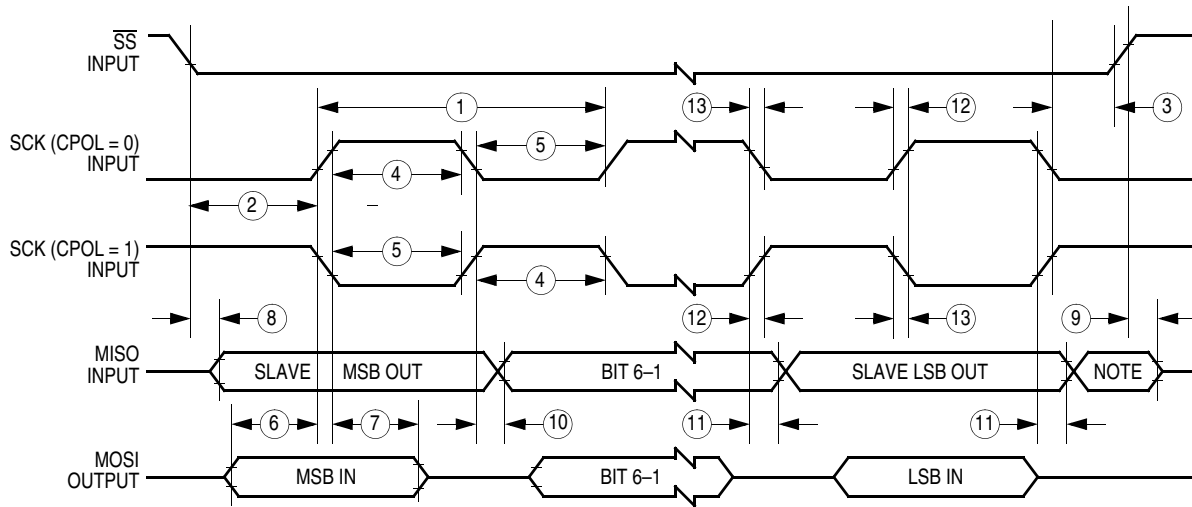 SS
INPUT
1
13
12
3
SCK (CPOL = 0)
INPUT
5
4
2
SCK (CPOL = 1)
INPUT
5
4
8
12
13
9
MISO
INPUT
SLAVE MSB OUT
BIT 6–1
SLAVE LSB OUT
NOTE
6
7
10
11
11
MOSI
OUTPUT
MSB IN
BIT 6–1
LSB IN